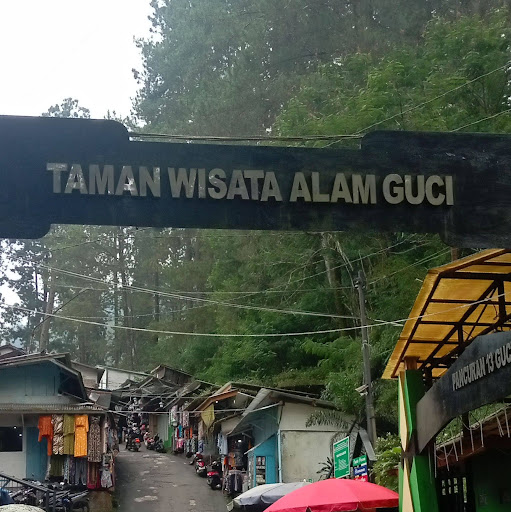 TAMAN WISATA ALAM GUCI
PANCURAN 13 GUCI